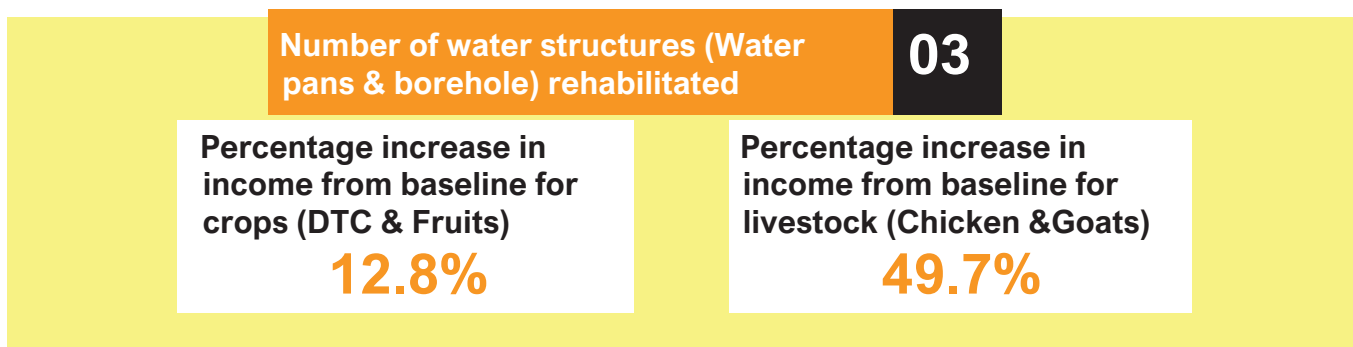 Number of water structures (Water
pans & borehole) rehabilitated
03
Percentage increase in
income from baseline for
crops (DTC & Fruits)
12.8%
Percentage increase in
income from baseline for
livestock (Chicken &Goats)
49.7%